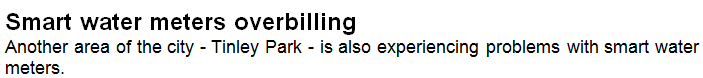 Smart water meters overbilling
Another area of the city - Tinley Park - is also experiencing problems with smart water
meters.